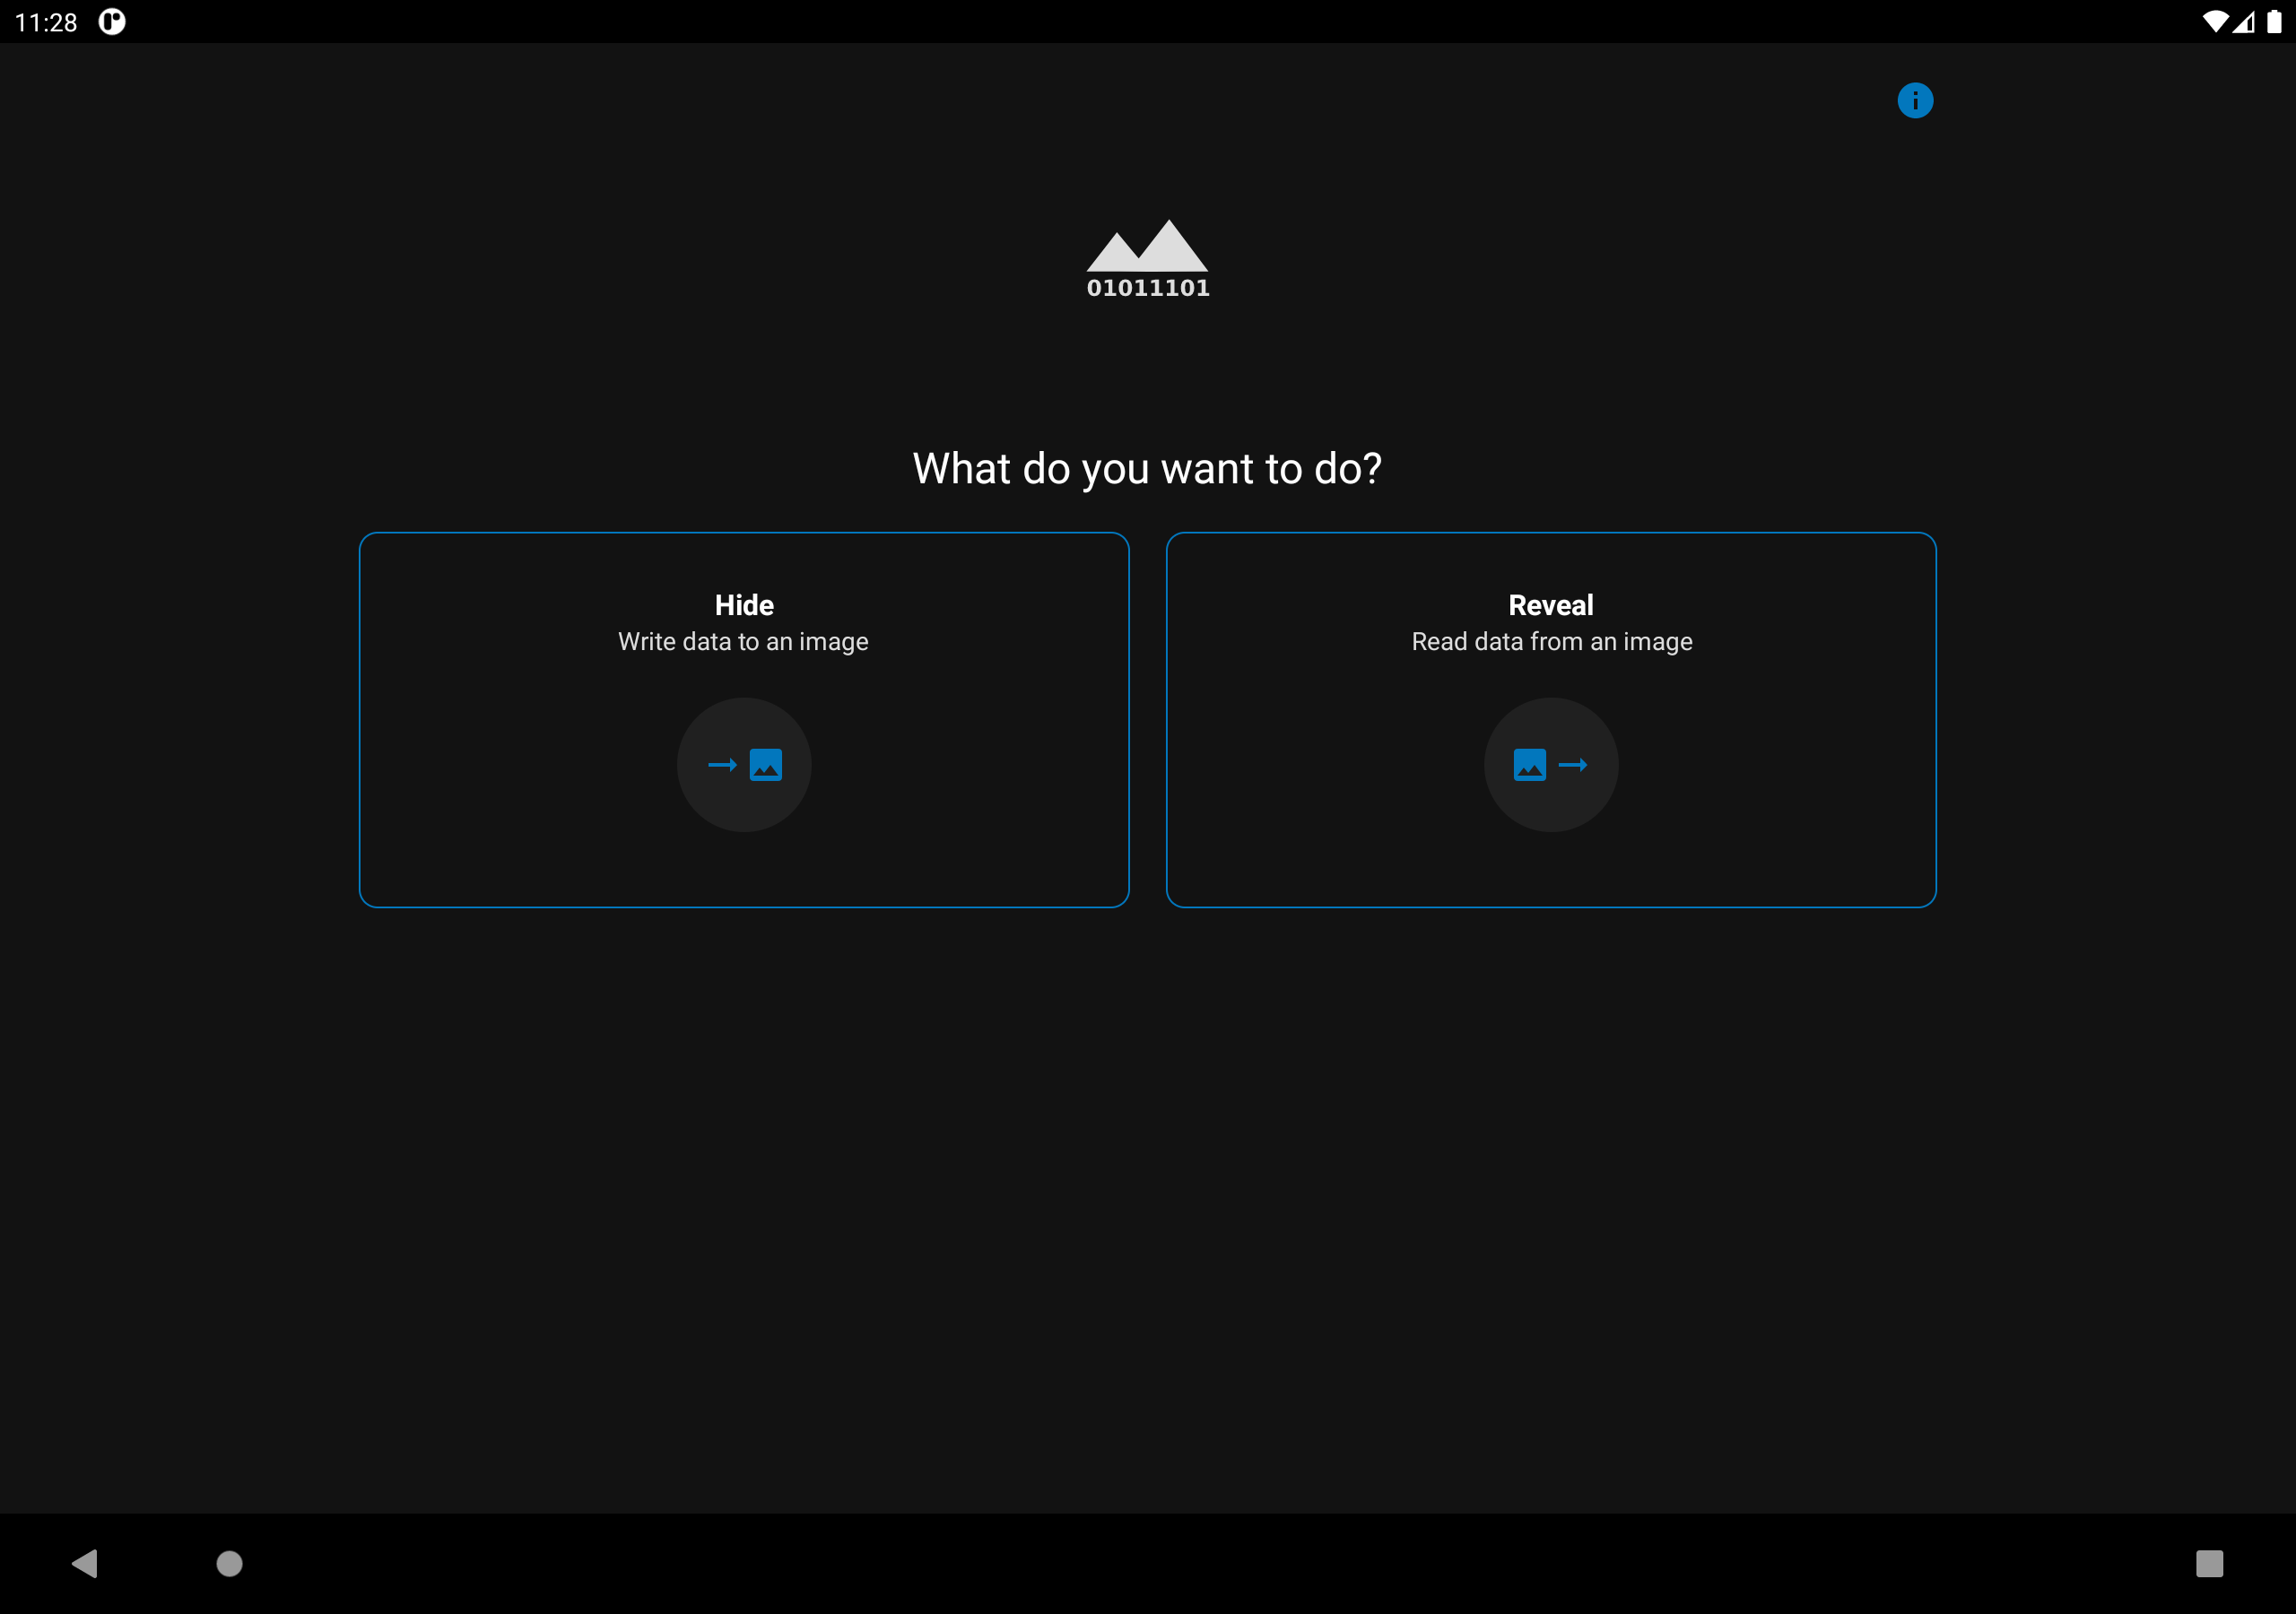 11:28
01011101
What do you want to do?
Hide
Write data to an image
Reveal
Read data from an image